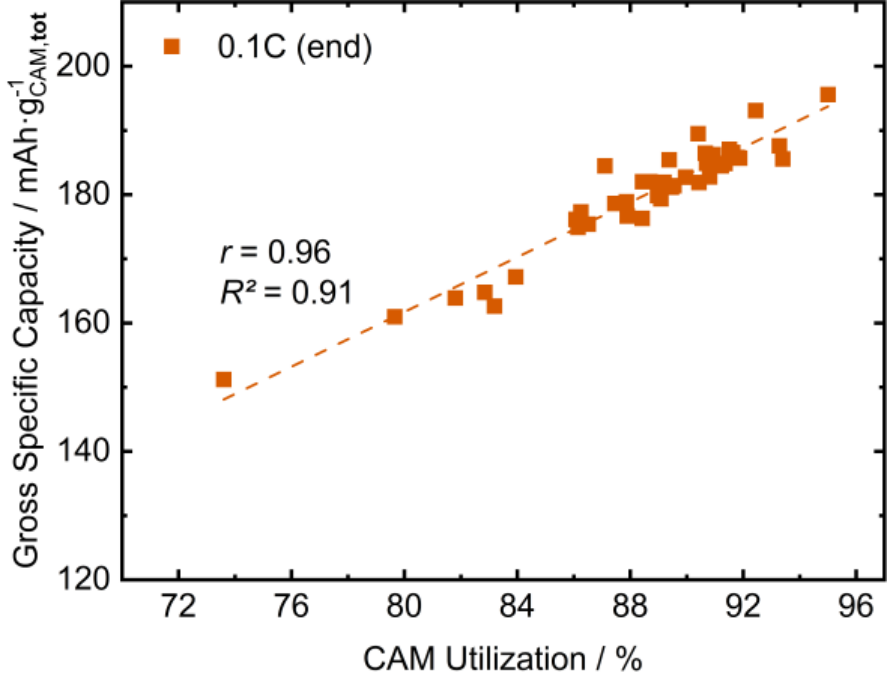 0.1C (end)
r = 0.96
R² = 0.91
Gross Specific Capacity / mAh·g⁻¹CAM,tot
200
180
160
140
120
72 76 80 84 88 92 96
CAM Utilization / %